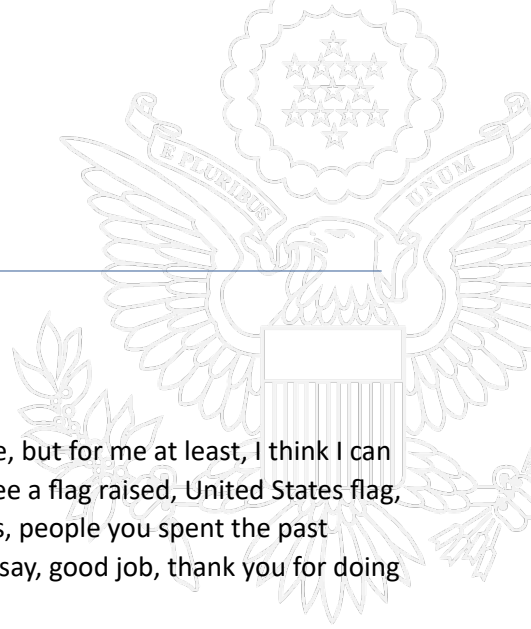 E PLURIBUS UNUM
e, but for me at least, I think I can
ee a flag raised, United States flag,
s, people you spent the past
say, good job, thank you for doing